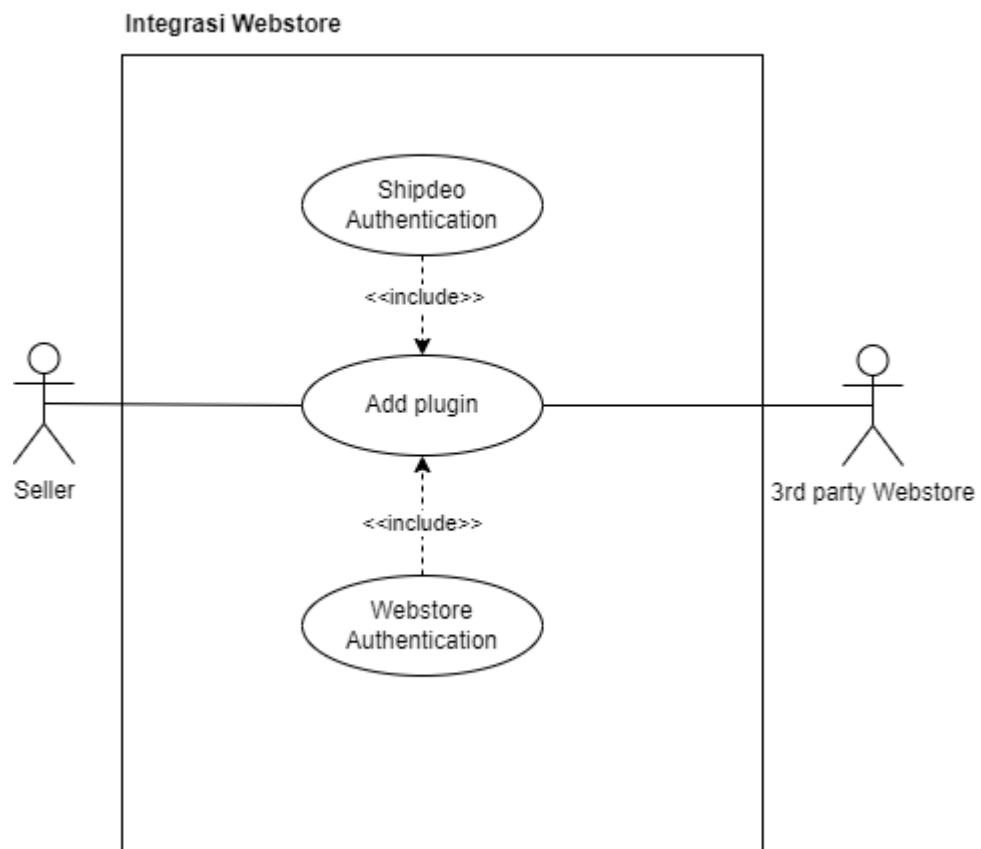 Integrasi Webstore
Shipdeo
Authentication
<<include>>
Add plugin
Seller
3rd party Webstore
<<include>>
Webstore
Authentication